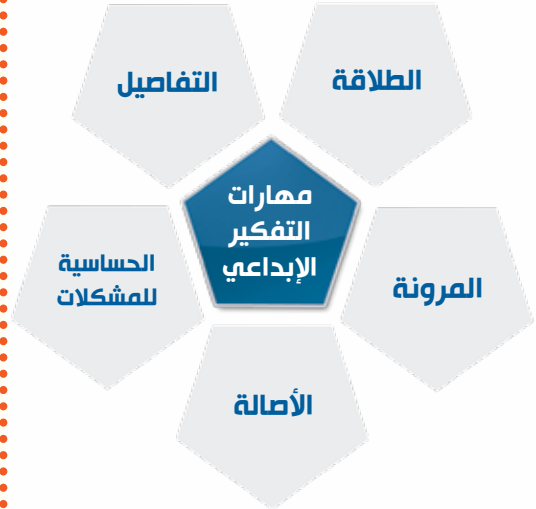 الطلاقة
التفاصيل
مهارات
التفكير
الإبداعي
المرونة
الحساسية
للمشكلات
الأصالة